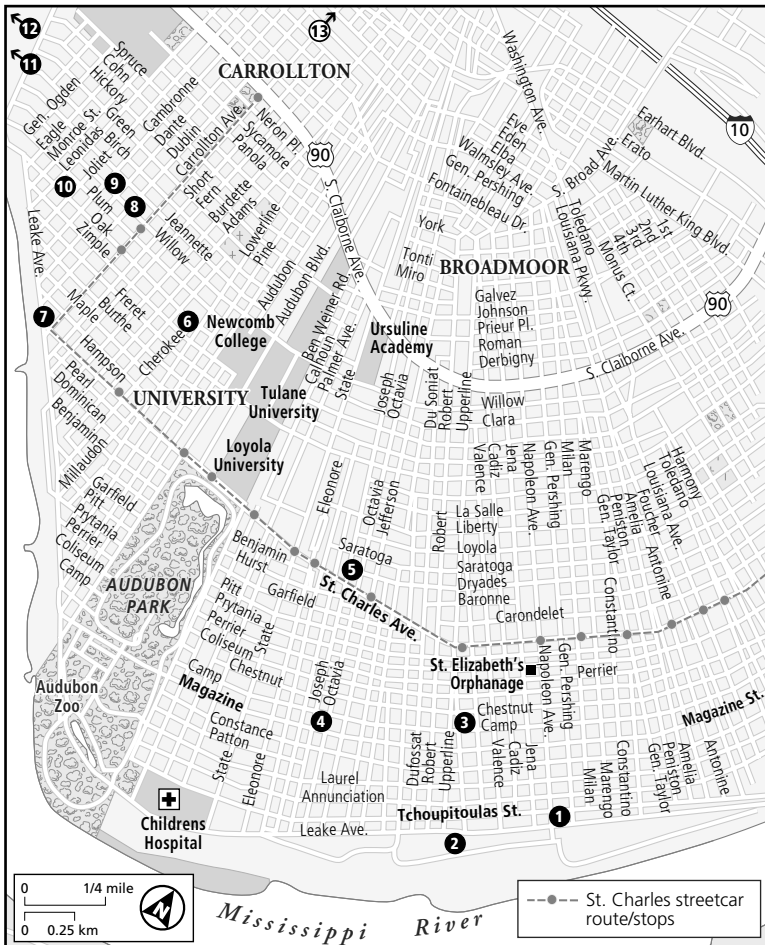 12
13
11
Spruce
Cohn
Hickory
CARROLLTON
Washington Ave.
Gen. Ogden
Eagle
Monroe St.
Leonidas
Joliet
Green
Birch
Cambronne
Dante
Dublin
Carrollton Ave.
Neron Pl.
Sycamore
Panola
90
10
Earhart Blvd.
Erato
S. Broad Ave.
Martin Luther King Blvd.
Eve
Eden
Elba
Walmsley Ave.
Gen. Pershing
Fontainebleau Dr.
10
9
8
Plum
Oak
Zimple
Short
Fern
Burdette
Adams
Lowerline
Pine
Jeannette
Willow
S. Claiborne Ave.
York
Tonti
Miro
BROADMOOR
Toledano
Louisiana Pkwy.
1st
2nd
3rd
4th
Monus Ct.
Leake Ave.
7
Maple
Freret
Burthe
6
Cherokee
Newcomb
College
Audubon
Audubon Blvd.
Ben Weiner Rd.
Calhoun
Palmer Ave.
State
Ursuline
Academy
Galvez
Johnson
Prieur Pl.
Roman
Derbigny
90
S. Claiborne Ave.
Hampson
Pearl
Dominican
Benjamin
Millaudon
UNIVERSITY
Tulane
University
Loyola
University
Joseph
Octavia
Du Soniat
Robert
Upperline
Willow
Clara
Valence
Cadiz
Jena
Napoleon Ave.
Gen. Pershing
Milan
Marengo
Harmony
Toledano
Louisiana Ave.
Foucher
Amelia
Peniston
Gen. Taylor
Antonine
Constantino
Garfield
Pitt
Prytania
Perrier
Coliseum
Camp
Eleonore
Octavia
Jefferson
Robert
La Salle
Liberty
Loyola
Saratoga
Dryades
Baronne
Carondelet
AUDUBON
PARK
Benjamin
Hurst
Saratoga
5
St. Charles Ave.
Pitt
Prytania
Perrier
Coliseum
Garfield
State
Chestnut
Camp
Magazine
Joseph
Octavia
St. Elizabeth's
Orphanage
Napoleon Ave.
Gen. Pershing
Perrier
Audubon
Zoo
4
3
Chestnut
Camp
Magazine St.
Constance
Patton
State
Eleonore
Dufossat
Robert
Upperline
Valence
Cadiz
Jena
Laurel
Annunciation
Milan
Marengo
Constantino
Gen. Taylor
Peniston
Amelia
Antonine
Childrens
Hospital
Leake Ave.
Tchoupitoulas St.
1
2
0 1/4 mile
0 0.25 km
N
Mississippi River
St. Charles streetcar
route/stops